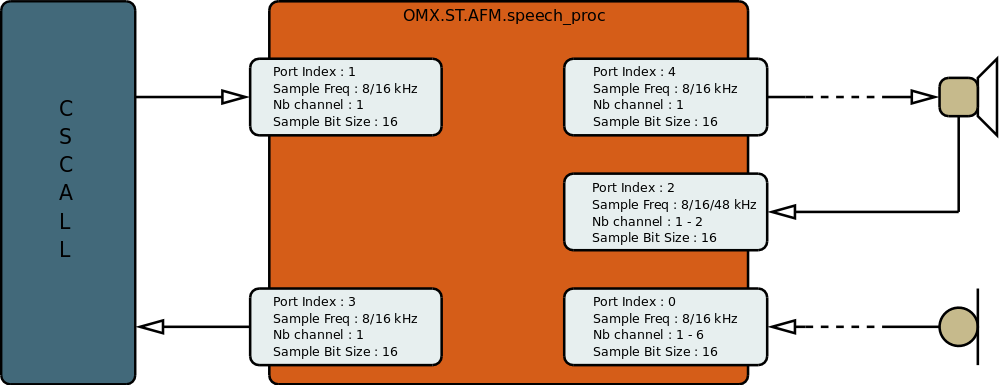 OMX.ST.AFM.speech_proc
C
S
C
A
L
L
Port Index : 1
Sample Freq : 8/16 kHz
Nb channel : 1
Sample Bit Size : 16
Port Index : 4
Sample Freq : 8/16 kHz
Nb channel : 1
Sample Bit Size : 16
Port Index : 2
Sample Freq : 8/16/48 kHz
Nb channel : 1 - 2
Sample Bit Size : 16
Port Index : 3
Sample Freq : 8/16 kHz
Nb channel : 1
Sample Bit Size : 16
Port Index : 0
Sample Freq : 8/16 kHz
Nb channel : 1 - 6
Sample Bit Size : 16